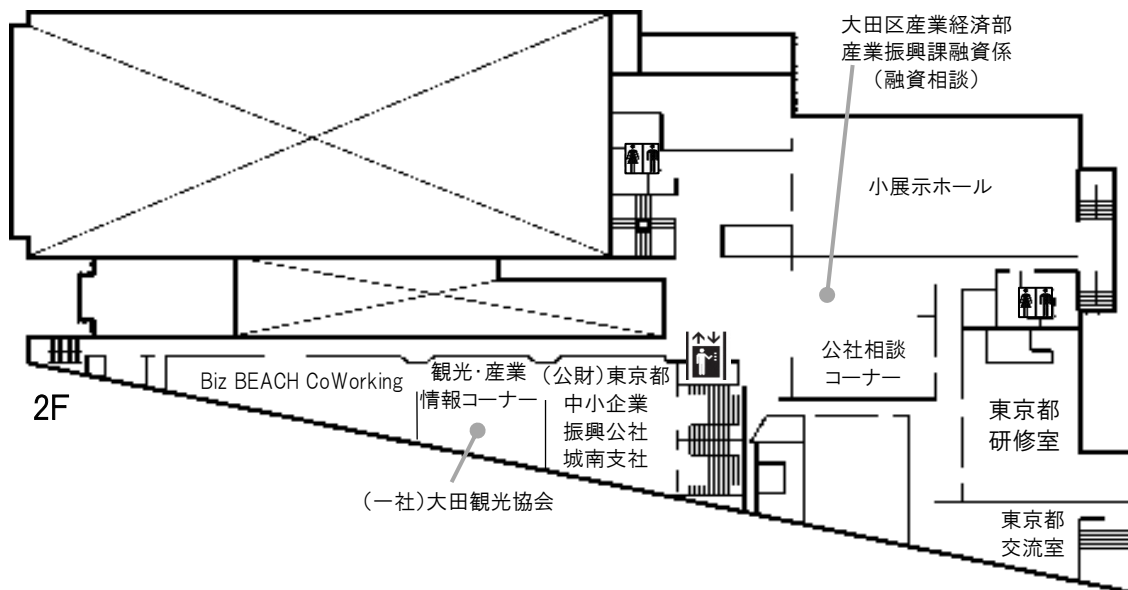 大田区産業経済部
産業振興課融資係
（融資相談）
小展示ホール
公社相談
コーナー
Biz BEACH CoWorking
観光・産業
情報コーナー
（公財）東京都
中小企業
振興公社
城南支社
2F
（一社）大田観光協会
東京都
研修室
東京都
交流室